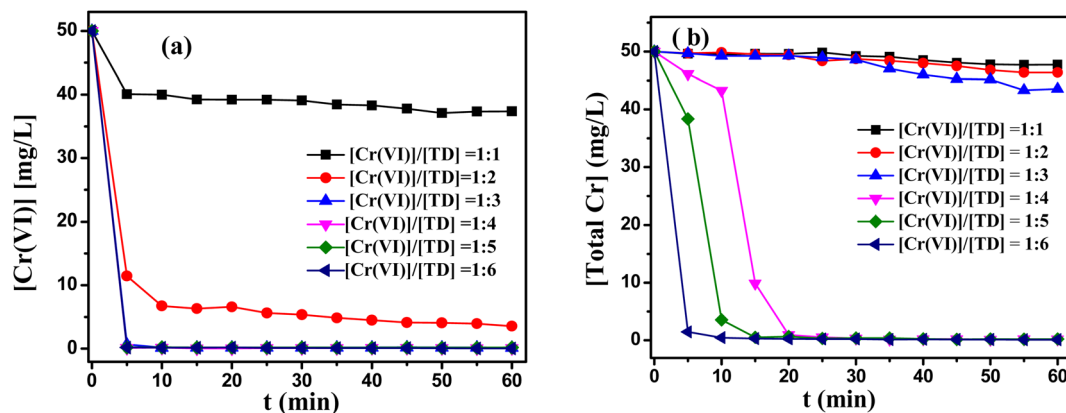 (a)
[Cr(VI)] [mg/L]
50
40
30
20
10
0
[Cr(VI)]/[TD] =1:1
[Cr(VI)]/[TD]=1:2
[Cr(VI)]/[TD] =1:3
[Cr(VI)]/[TD] =1:4
[Cr(VI)]/[TD] =1:5
[Cr(VI)]/[TD] =1:6
0 10 20 30 40 50 60
t (min)
( b)
[Total Cr] (mg/L)
50
40
30
20
10
0
[Cr(VI)]/[TD] =1:1
[Cr(VI)]/[TD] = 1:2
[Cr(VI)]/[TD] = 1:3
[Cr(VI)]/[TD] = 1:4
[Cr(VI)]/[TD] = 1:5
[Cr(VI)]/[TD] = 1:6
0 10 20 30 40 50 60
t (min)